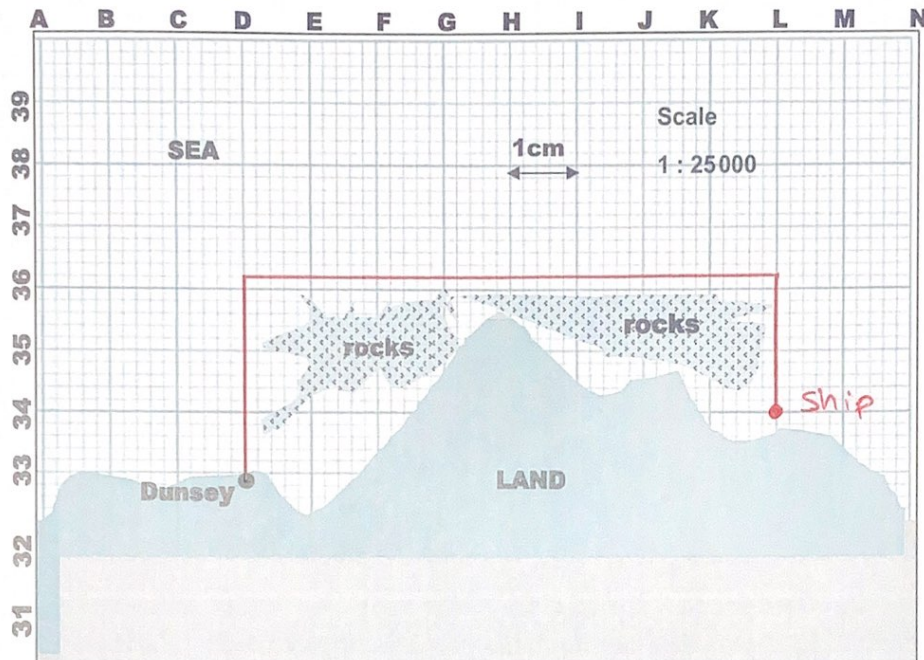 A B C D E F G H I J K L M N
39
Scale
SEA
1cm
38
1 : 25000
37
36
rocks
35
rocks
34
Ship
33
Dunsey
LAND
32
31